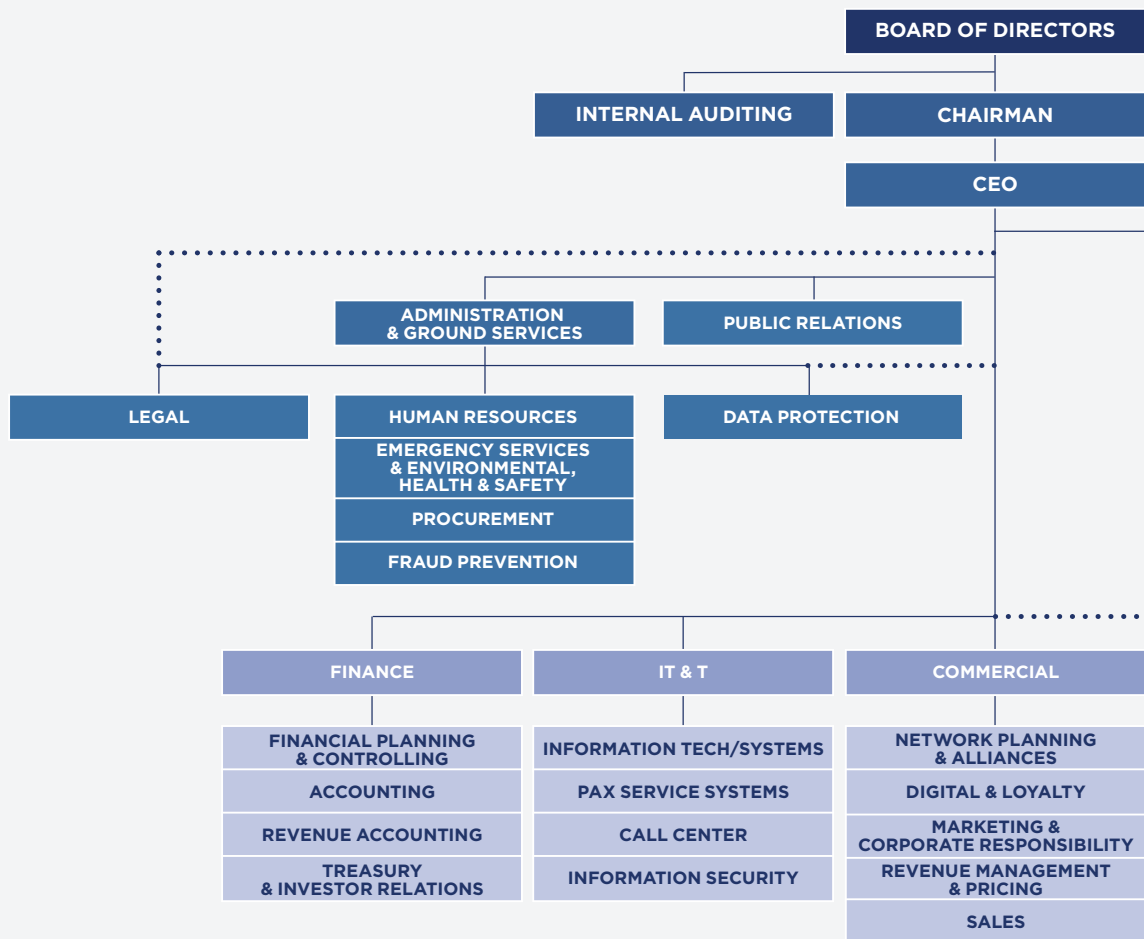 BOARD OF DIRECTORS
INTERNAL AUDITING
CHAIRMAN
CEO
ADMINISTRATION
& GROUND SERVICES
PUBLIC RELATIONS
LEGAL
HUMAN RESOURCES
DATA PROTECTION
EMERGENCY SERVICES
& ENVIRONMENTAL,
HEALTH & SAFETY
PROCUREMENT
FRAUD PREVENTION
FINANCE
IT & T
COMMERCIAL
FINANCIAL PLANNING
& CONTROLLING
ACCOUNTING
REVENUE ACCOUNTING
TREASURY
& INVESTOR RELATIONS
INFORMATION TECH/SYSTEMS
PAX SERVICE SYSTEMS
CALL CENTER
INFORMATION SECURITY
NETWORK PLANNING
& ALLIANCES
DIGITAL & LOYALTY
MARKETING &
CORPORATE RESPONSIBILITY
REVENUE MANAGEMENT
& PRICING
SALES